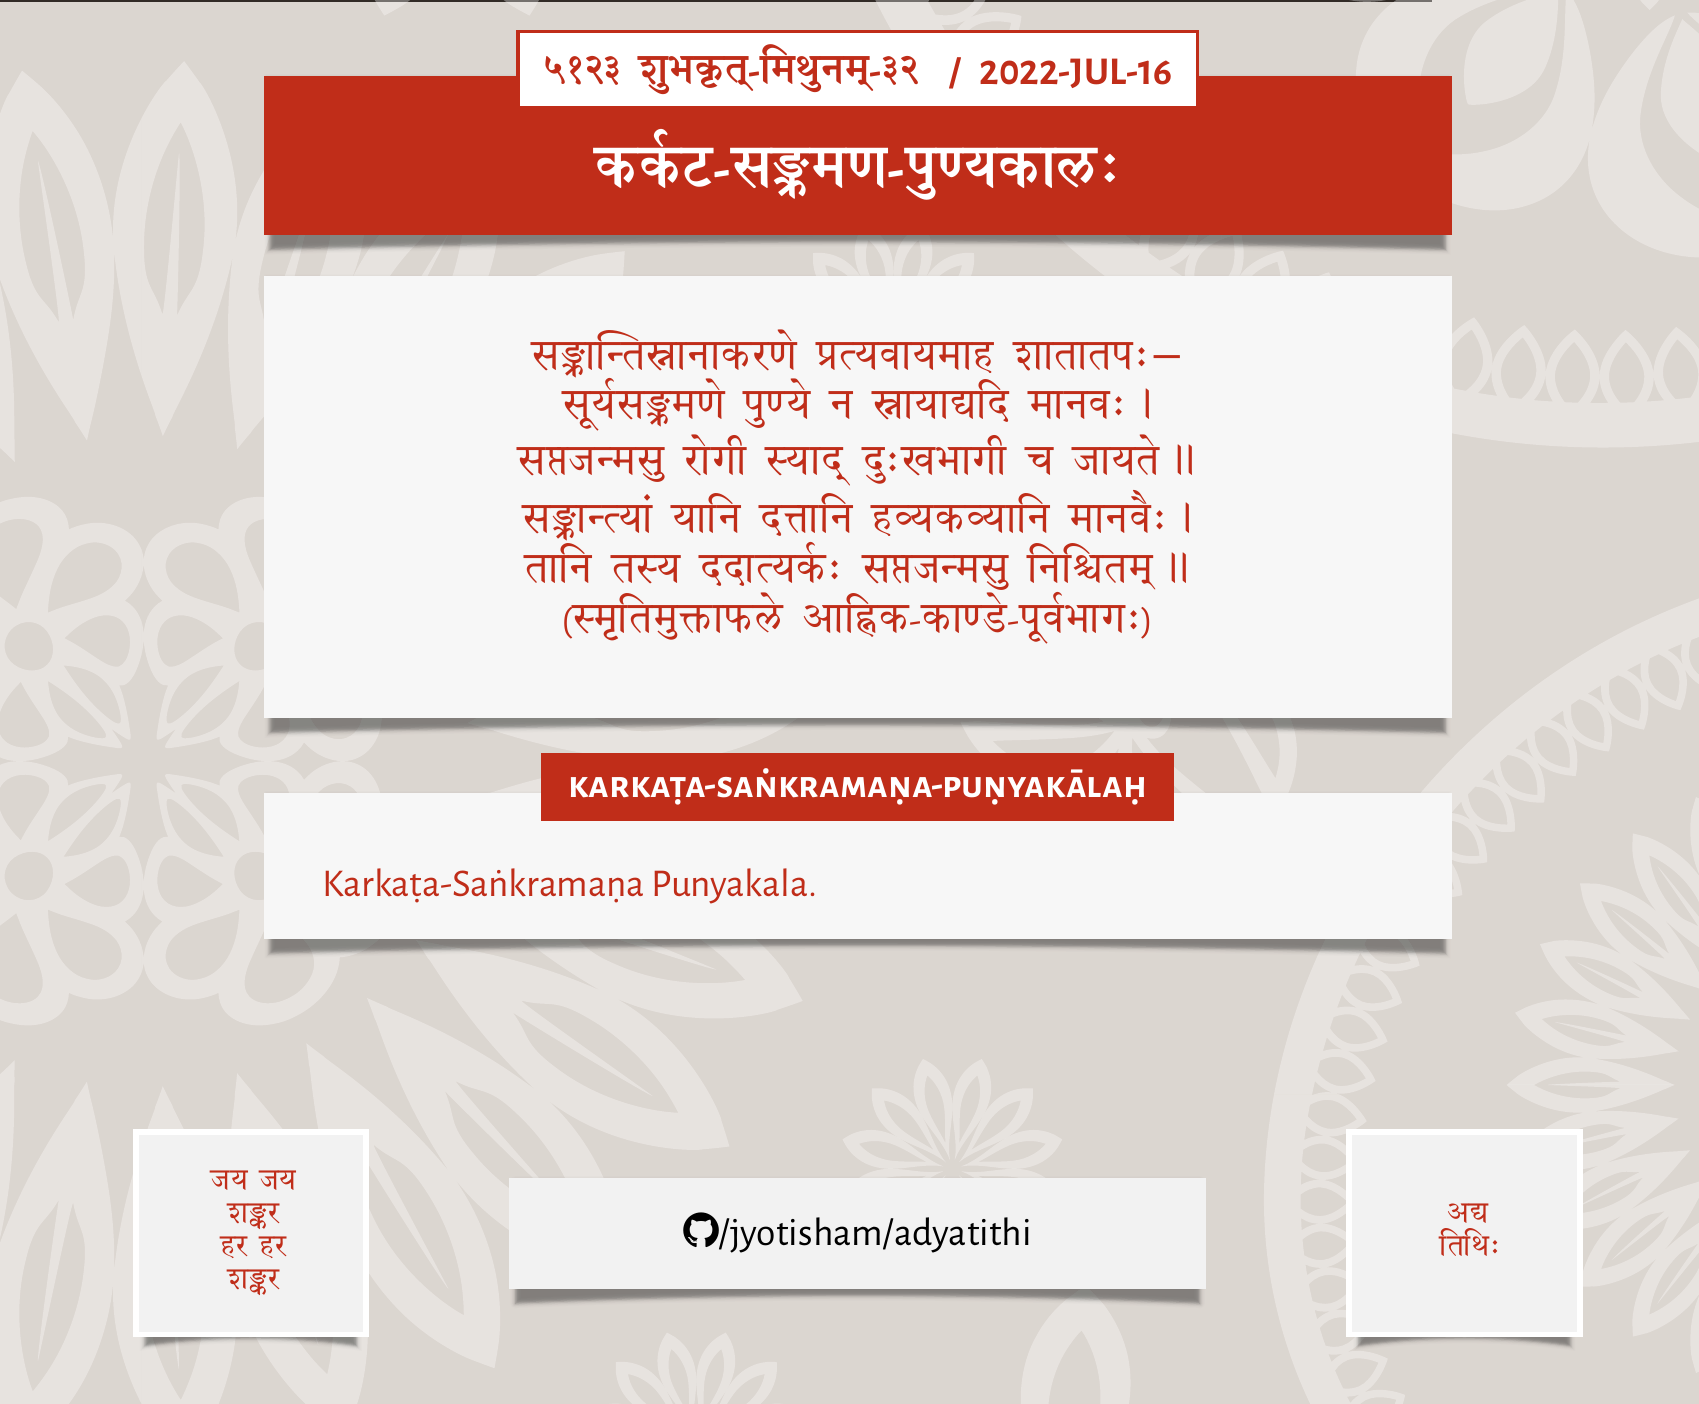 ५१२३ शुभकृत्-मिथुनम्-३२ / 2022-JUL-16
कर्कट-सङ्क्रमण-पुण्यकालः
सङ्क्रान्तिस्नानाकरणे प्रत्यवायमाह शातातपः—
सूर्यसङ्क्रमणे पुण्ये न स्नायाद्यदि मानवः ।
सप्तजन्मसु रोगी स्याद् दुःखभागी च जायते ॥
सङ्क्रान्त्यां यानि दत्तानि हव्यकव्यानि मानवैः ।
तानि तस्य ददात्यर्कः सप्तजन्मसु निश्चितम् ॥
(स्मृतिमुक्ताफले आह्निक-काण्डे-पूर्वभागः)
KARKAṬA-SAṄKRAMAṆA-PUṆYAKĀLAḤ
Karkaṭa-Saṅkramaṇa Punyakala.
जय जय
शङ्कर
हर हर
शङ्कर
/jyotisham/adyatithi
अद्य
तिथिः